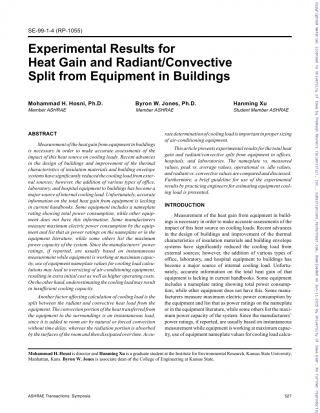 SE-99-1-4 (RP-1055)
Experimental Results for
Heat Gain and Radiant/Convective
Split from Equipment in Buildings
Mohammad H. Hosni, Ph.D. Byron W. Jones, Ph.D. Hanming Xu
Member ASHRAE Member ASHRAE Student Member ASHRAE
ABSTRACT
Measurement of the heat gain from equipment in buildings
is necessary in order to make accurate assessments of the
impact of this heat source on cooling loads. Recent advances
in the design of buildings and improvement of the thermal
characteristics of insulation materials and building envelope
systems have significantly reduced the cooling load from exter-
nal sources; however, the addition of various types of office,
laboratory, and hospital equipment to buildings has become a
major source of internal cooling load. Unfortunately, accurate
information on the total heat gain from equipment is lacking
in current handbooks. Some equipment includes a nameplate
rating showing total power consumption, while other equip-
ment does not have this information. Some manufacturers
measure maximum electric power consumption by the equip-
ment and list that as power ratings on the nameplate or in the
equipment literature, while some others list the maximum
power capacity of the system. Since the manufacturers' power
ratings, if reported, are usually based on instantaneous
measurement while equipment is working at maximum capac-
ity, use of equipment nameplate values for cooling load calcu-
lations may lead to oversizing of air-conditioning equipment,
resulting in extra initial cost as well as higher operating costs.
On the other hand, underestimating the cooling load may result
in insufficient cooling capacity.
Another factor affecting calculation of cooling load is the
split between the radiant and convective heat gain from the
equipment. The convection portion of the heat transferred from
the equipment to the surroundings is an instantaneous load,
since it is added to room air by natural or forced convection
without time delay, whereas the radiation portion is absorbed
by the surfaces of the room and then dissipated over time. Accu-
rate determination of cooling load is important in proper sizing
of air-conditioning equipment.
This article presents experimental results for the total heat
gain and radiant/convective split from equipment in offices,
hospitals, and laboratories. The nameplate vs. measured
values, peak vs. average values, operational vs. idle values,
and radiant vs. convective values are compared and discussed.
Furthermore, a brief guideline for use of the experimental
results by practicing engineers for estimating equipment cool-
ing load is presented.
INTRODUCTION
Measurement of the heat gain from equipment in build-
ings is necessary in order to make accurate assessments of the
impact of this heat source on cooling loads. Recent advances
in the design of buildings and improvement of the thermal
characteristics of insulation materials and building envelope
systems have significantly reduced the cooling load from
external sources; however, the addition of various types of
office, laboratory, and hospital equipment to buildings has
become a major source of internal cooling load. Unfortu-
nately, accurate information on the total heat gain of that
equipment is lacking in current handbooks. Some equipment
includes a nameplate rating showing total power consump-
tion, while other equipment does not have this. Some manu-
facturers measure maximum electric power consumption by
the equipment and list that as power ratings on the nameplate
or in the equipment literature, while some others list the maxi-
mum power capacity of the system. Since the manufacturers'
power ratings, if reported, are usually based on instantaneous
measurement while equipment is working at maximum capac-
ity, use of equipment nameplate values for cooling load calcu-
Mohammad H. Hosni is director and Hanming Xu is a graduate student at the Institute for Environmental Research, Kansas State University,
Manhattan, Kans. Byron W. Jones is associate dean of the College of Engineering at Kansas State.
ASHRAE Transactions: Symposia 527